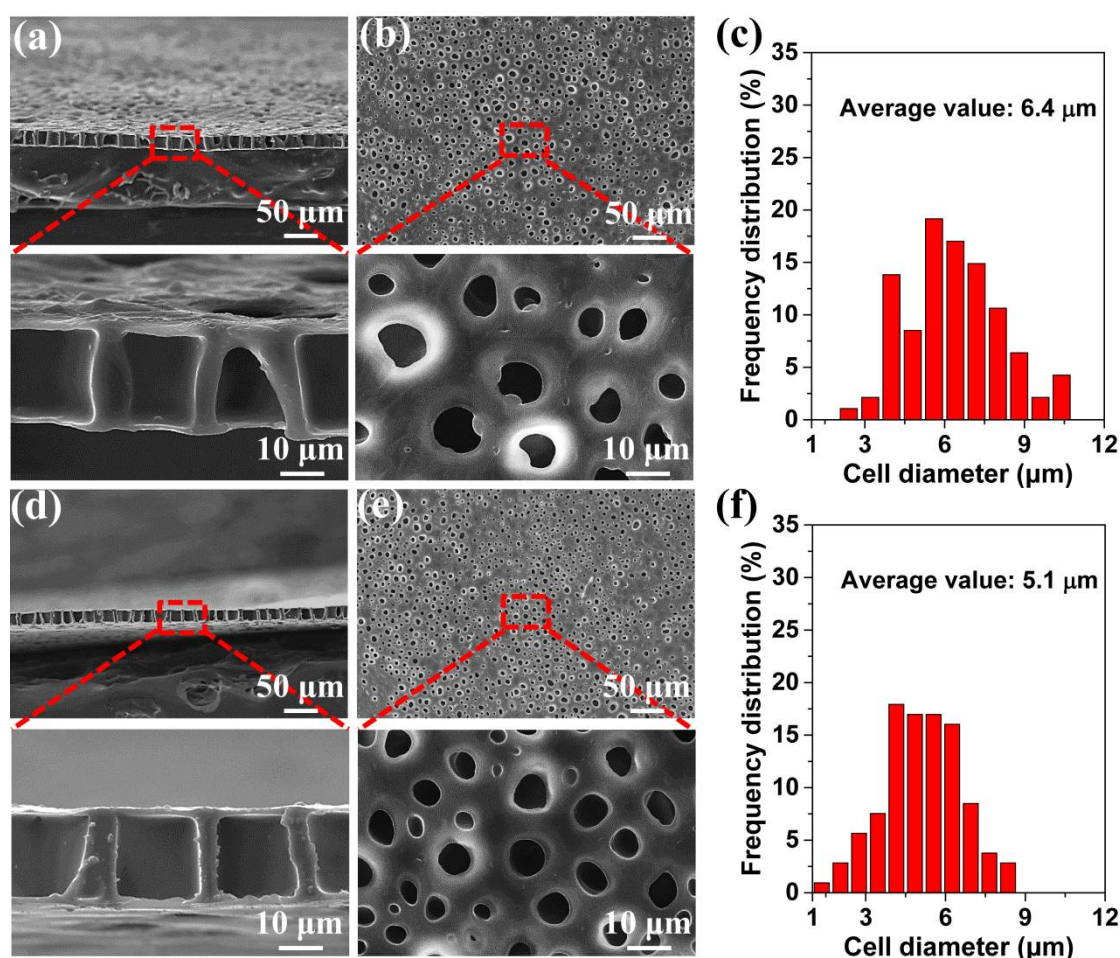 (a)
50 μm
10 μm
(b)
50 μm
10 μm
(c)
Frequency distribution (%)
35
30
25
20
15
10
5
0
Average value: 6.4 μm
1 3 6 9 12
Cell diameter (μm)
(d)
50 μm
10 μm
(e)
50 μm
10 μm
(f)
Frequency distribution (%)
35
30
25
20
15
10
5
0
Average value: 5.1 μm
1 3 6 9 12
Cell diameter (μm)